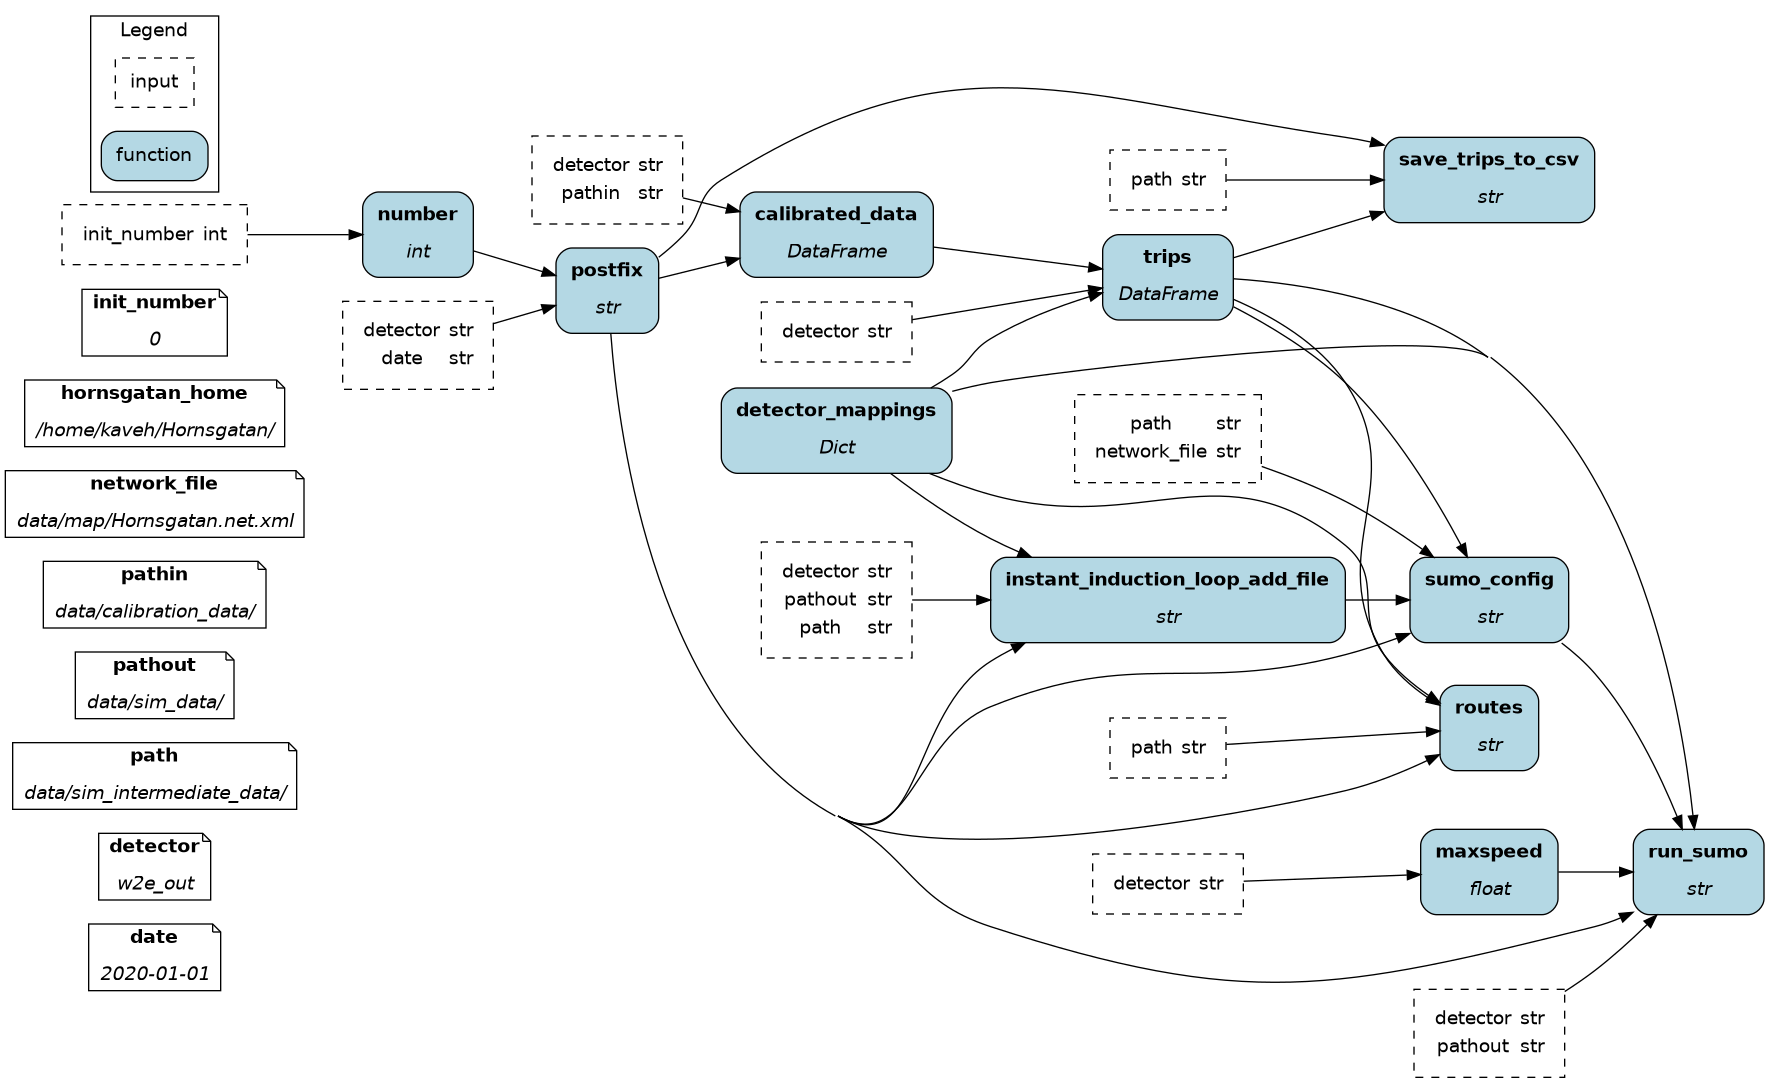 Legend
input
function
init_number int
init_number
0
hornsgatan_home
/home/kaveh/Hornsgatan/
network_file
data/map/Hornsgatan.net.xml
pathin
data/calibration_data/
pathout
data/sim_data/
path
data/sim_intermediate_data/
detector
w2e_out
date
2020-01-01
number
int
detector str
date str
detector str
pathin str
postfix
str
calibrated_data
DataFrame
detector str
detector_mappings
Dict
detector str
pathout str
path str
path str
trips
DataFrame
path str
network_file str
instant_induction_loop_add_file
str
path str
detector str
save_trips_to_csv
str
sumo_config
str
routes
str
maxspeed
float
detector str
pathout str
run_sumo
str